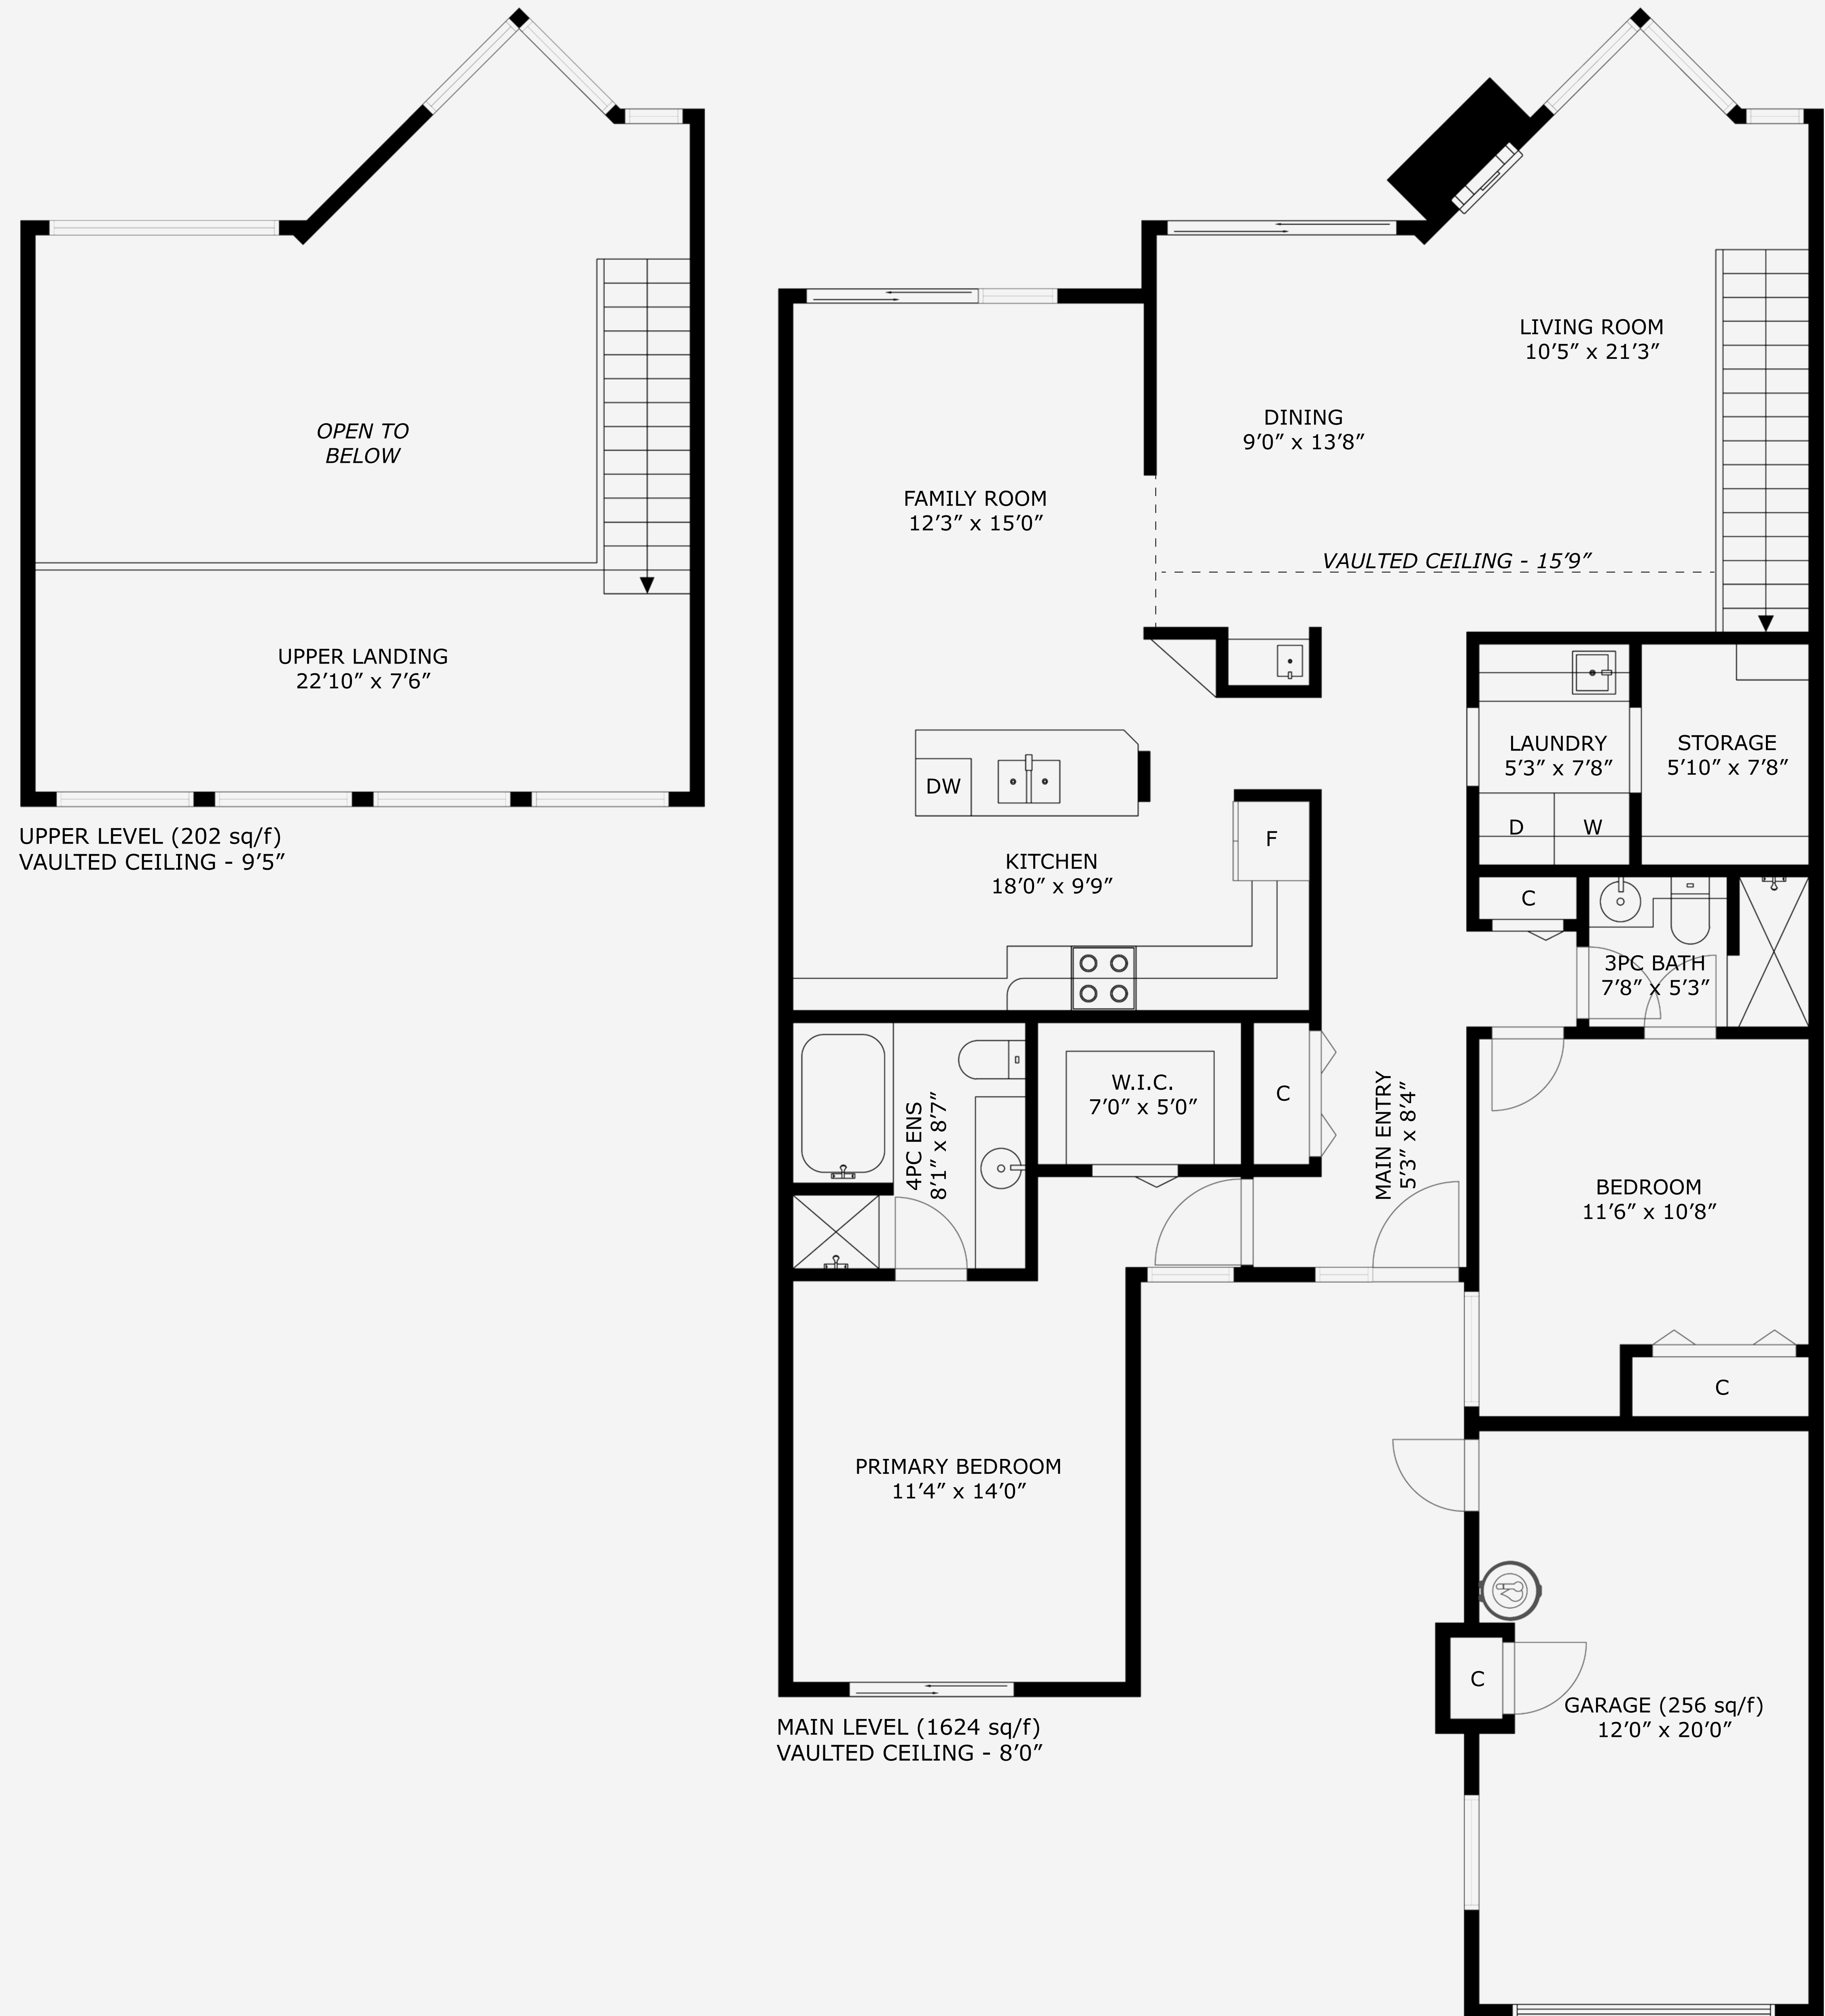 OPEN TO
BELOW
UPPER LANDING
22’10” x 7’6”
UPPER LEVEL (202 sq/f)
VAULTED CEILING - 9’5”
LIVING ROOM
10’5” x 21’3”
DINING
9’0” x 13’8”
FAMILY ROOM
12’3” x 15’0”
VAULTED CEILING - 15’9”
LAUNDRY
5’3” x 7’8”
STORAGE
5’10” x 7’8”
DW
D
W
F
KITCHEN
18’0” x 9’9”
C
3PC BATH
7’8” x 5’3”
4PC ENS
8’1” x 8’7”
W.I.C.
7’0” x 5’0”
C
MAIN ENTRY
5’3” x 8’4”
BEDROOM
11’6” x 10’8”
C
PRIMARY BEDROOM
11’4” x 14’0”
C
GARAGE (256 sq/f)
12’0” x 20’0”
MAIN LEVEL (1624 sq/f)
VAULTED CEILING - 8’0”